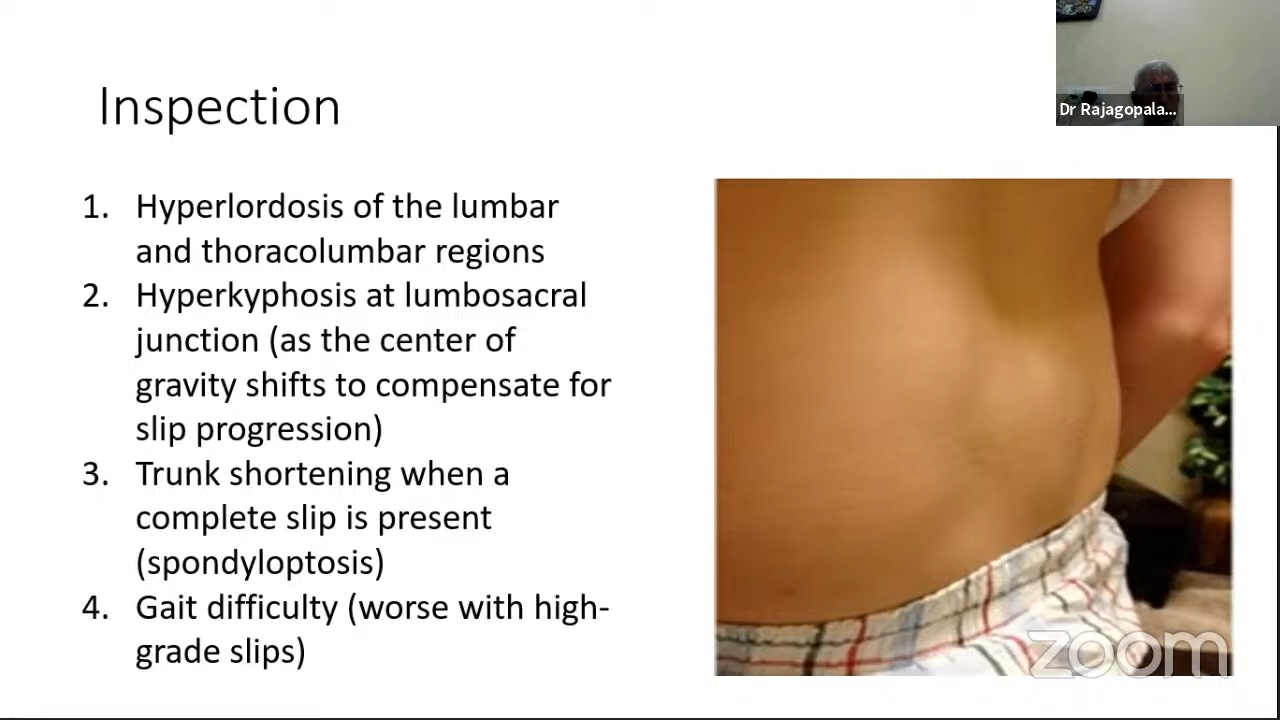 Inspection
Dr Rajagopala...
1. Hyperlordosis of the lumbar
and thoracolumbar regions
2. Hyperkyphosis at lumbosacral
junction (as the center of
gravity shifts to compensate for
slip progression)
3. Trunk shortening when a
complete slip is present
(spondyloptosis)
4. Gait difficulty (worse with high-
grade slips)
zoom